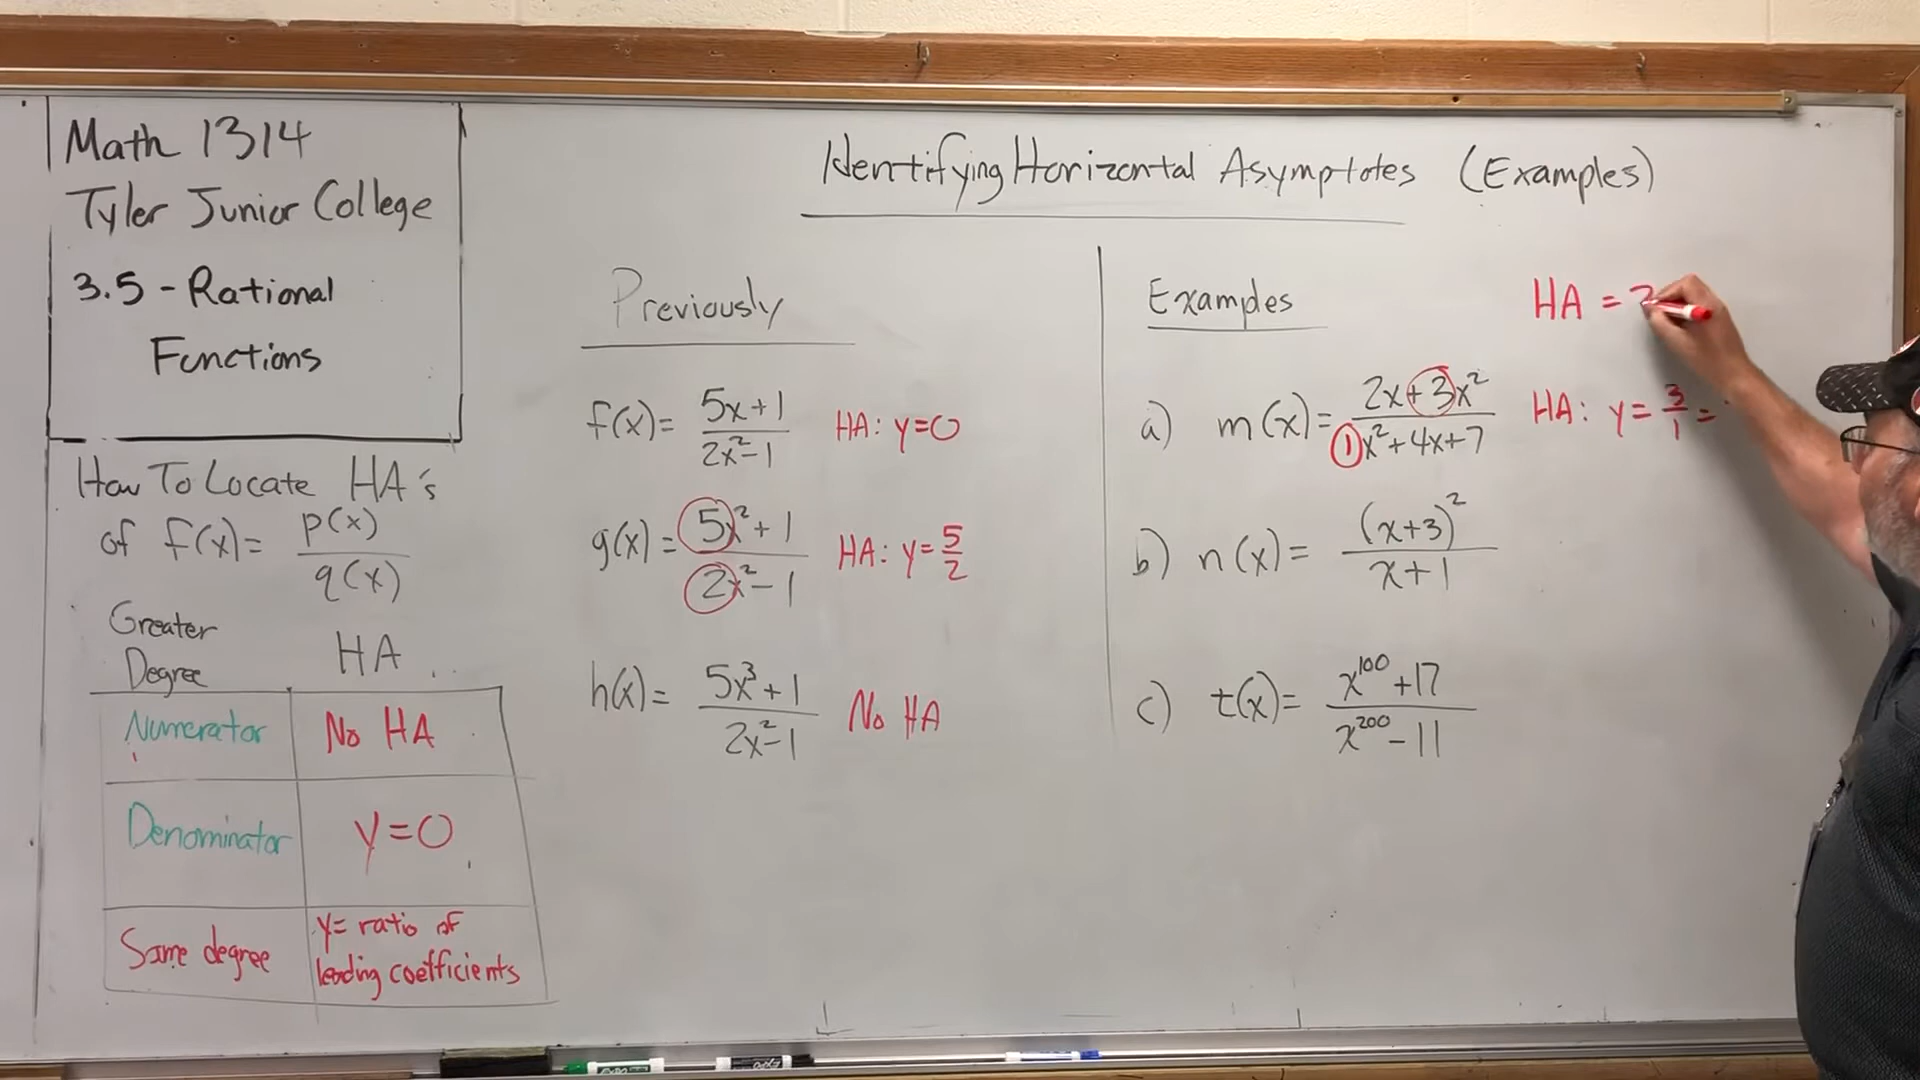 Math 1314
Tyler Junior College
3.5 - Rational
Functions
How To Locate HA's
of f(x) = p(x)/q(x)
Greater Degree HA
Numerator No HA
Denominator y=0
Same degree y= ratio of leading coefficients
Identifying Horizontal Asymptotes (Examples)
Previously
f(x)= (5x+1)/(2x²-1) HA: y=0
g(x)= (5x²+1)/(2x²-1) HA: y=5/2
h(x)= (5x³+1)/(2x²-1) No HA
Examples
HA =
a) m(x)= (2x+3x²)/(1x²+4x+7) HA: y= 3/1 =
b) n(x)= (x+3)²/(x+1)
c) t(x)= (x¹⁰⁰+17)/(x²⁰⁰-11)
EXPO
EXPO